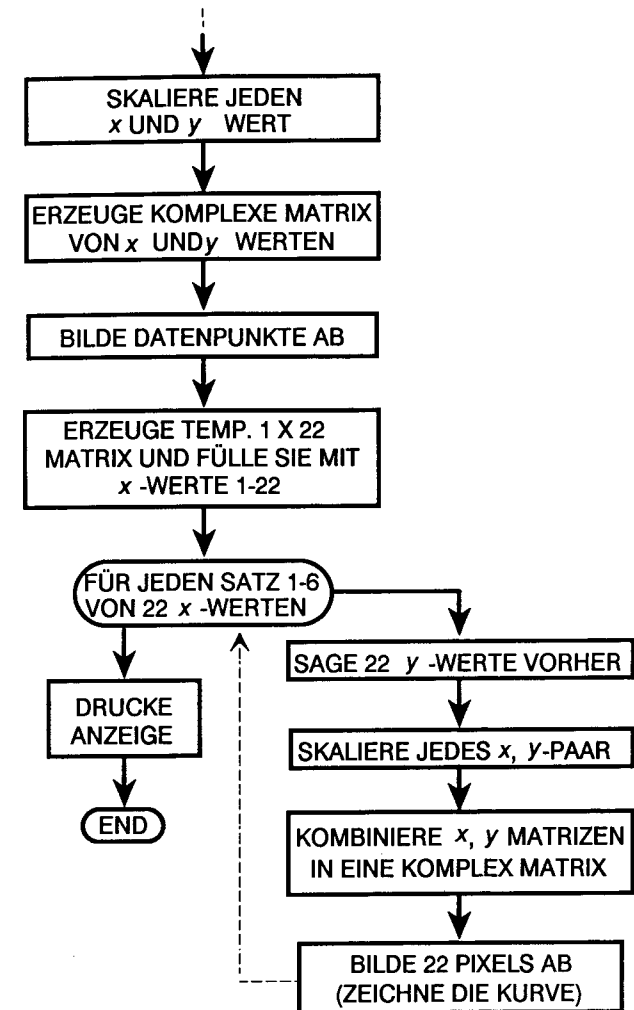 SKALIERE JEDEN
x UND y WERT
ERZEUGE KOMPLEXE MATRIX
VON x UND y WERTEN
BILDE DATENPUNKTE AB
ERZEUGE TEMP. 1 X 22
MATRIX UND FÜLLE SIE MIT
x -WERTE 1-22
FÜR JEDEN SATZ 1-6
VON 22 x -WERTEN
SAGE 22 y -WERTE VORHER
SKALIERE JEDES x, y-PAAR
KOMBINIERE x, y MATRIZEN
IN EINE KOMPLEX MATRIX
BILDE 22 PIXELS AB
(ZEICHNE DIE KURVE)
DRUCKE
ANZEIGE
END